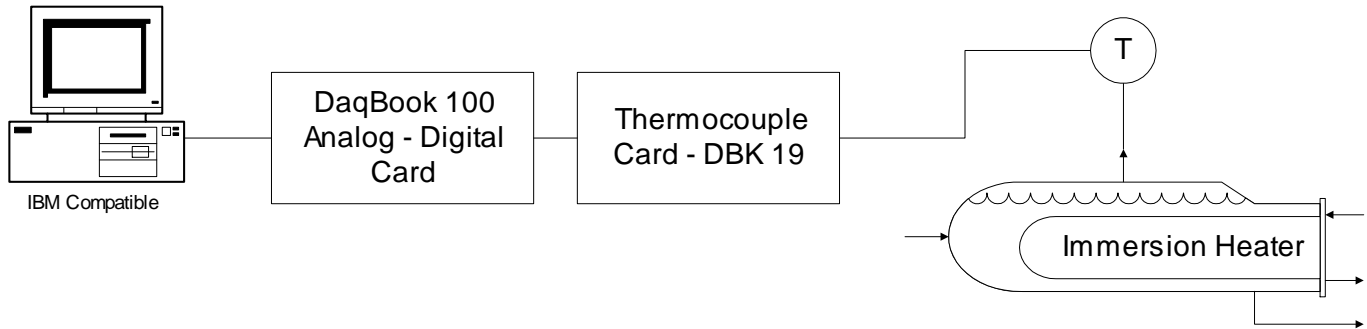 DaqBook 100
Analog - Digital
Card
Thermocouple
Card - DBK 19
T
IBM Compatible
Immersion Heater